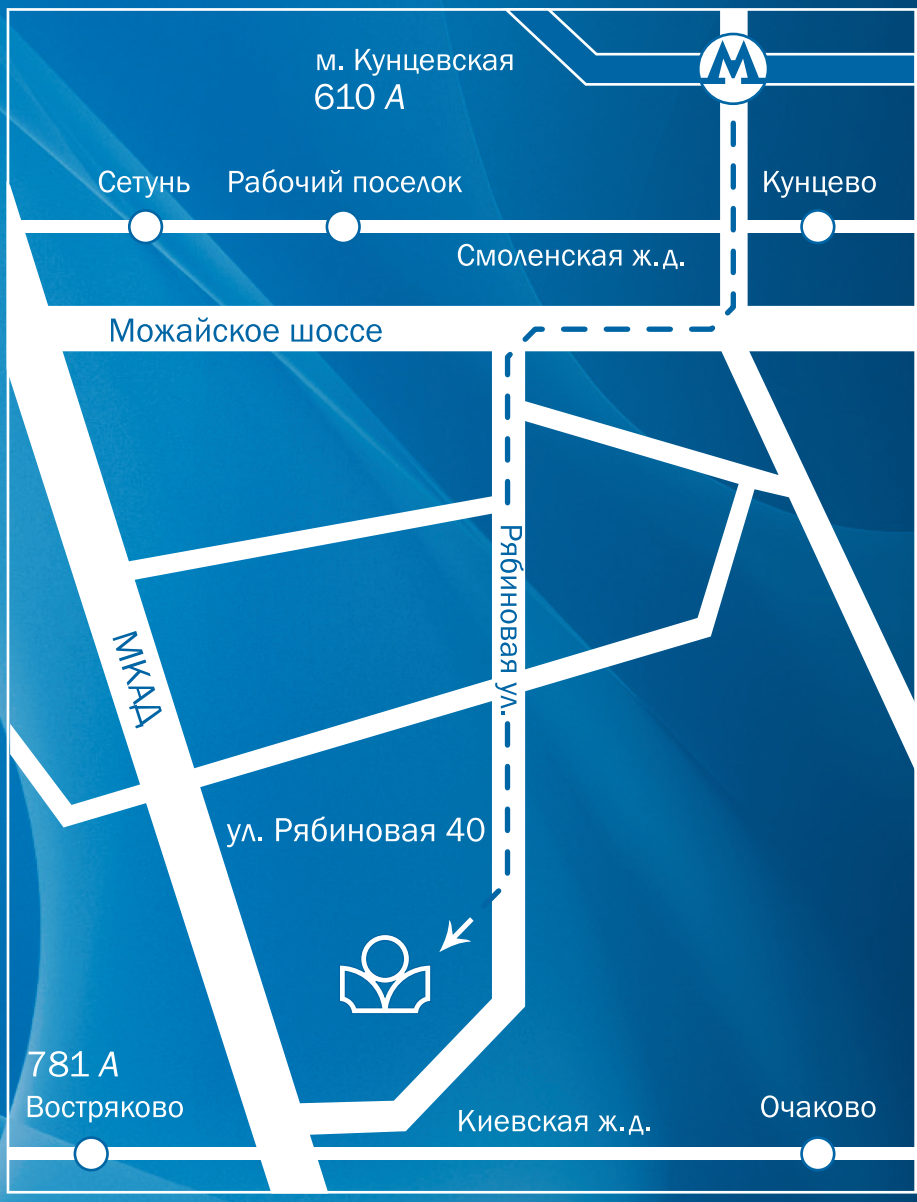 м. Кунцевская
610 А
М
Сетунь
Рабочий поселок
Кунцево
Смоленская ж.д.
Можайское шоссе
Рябиновая ул.
МКАД
ул. Рябиновая 40
781 А
Востряково
Киевская ж.д.
Очаково